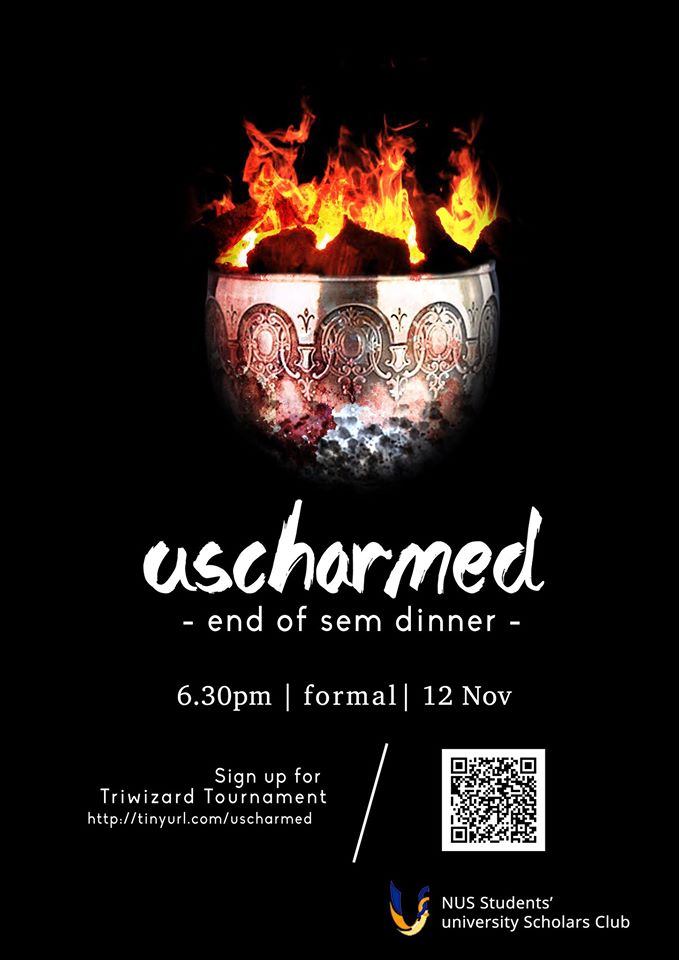 uscharmed
- end of sem dinner -
6.30pm | formal| 12 Nov
Sign up for
Triwizard Tournament
http://tinyurl.com/uscharmed
NUS Students'
university Scholars Club